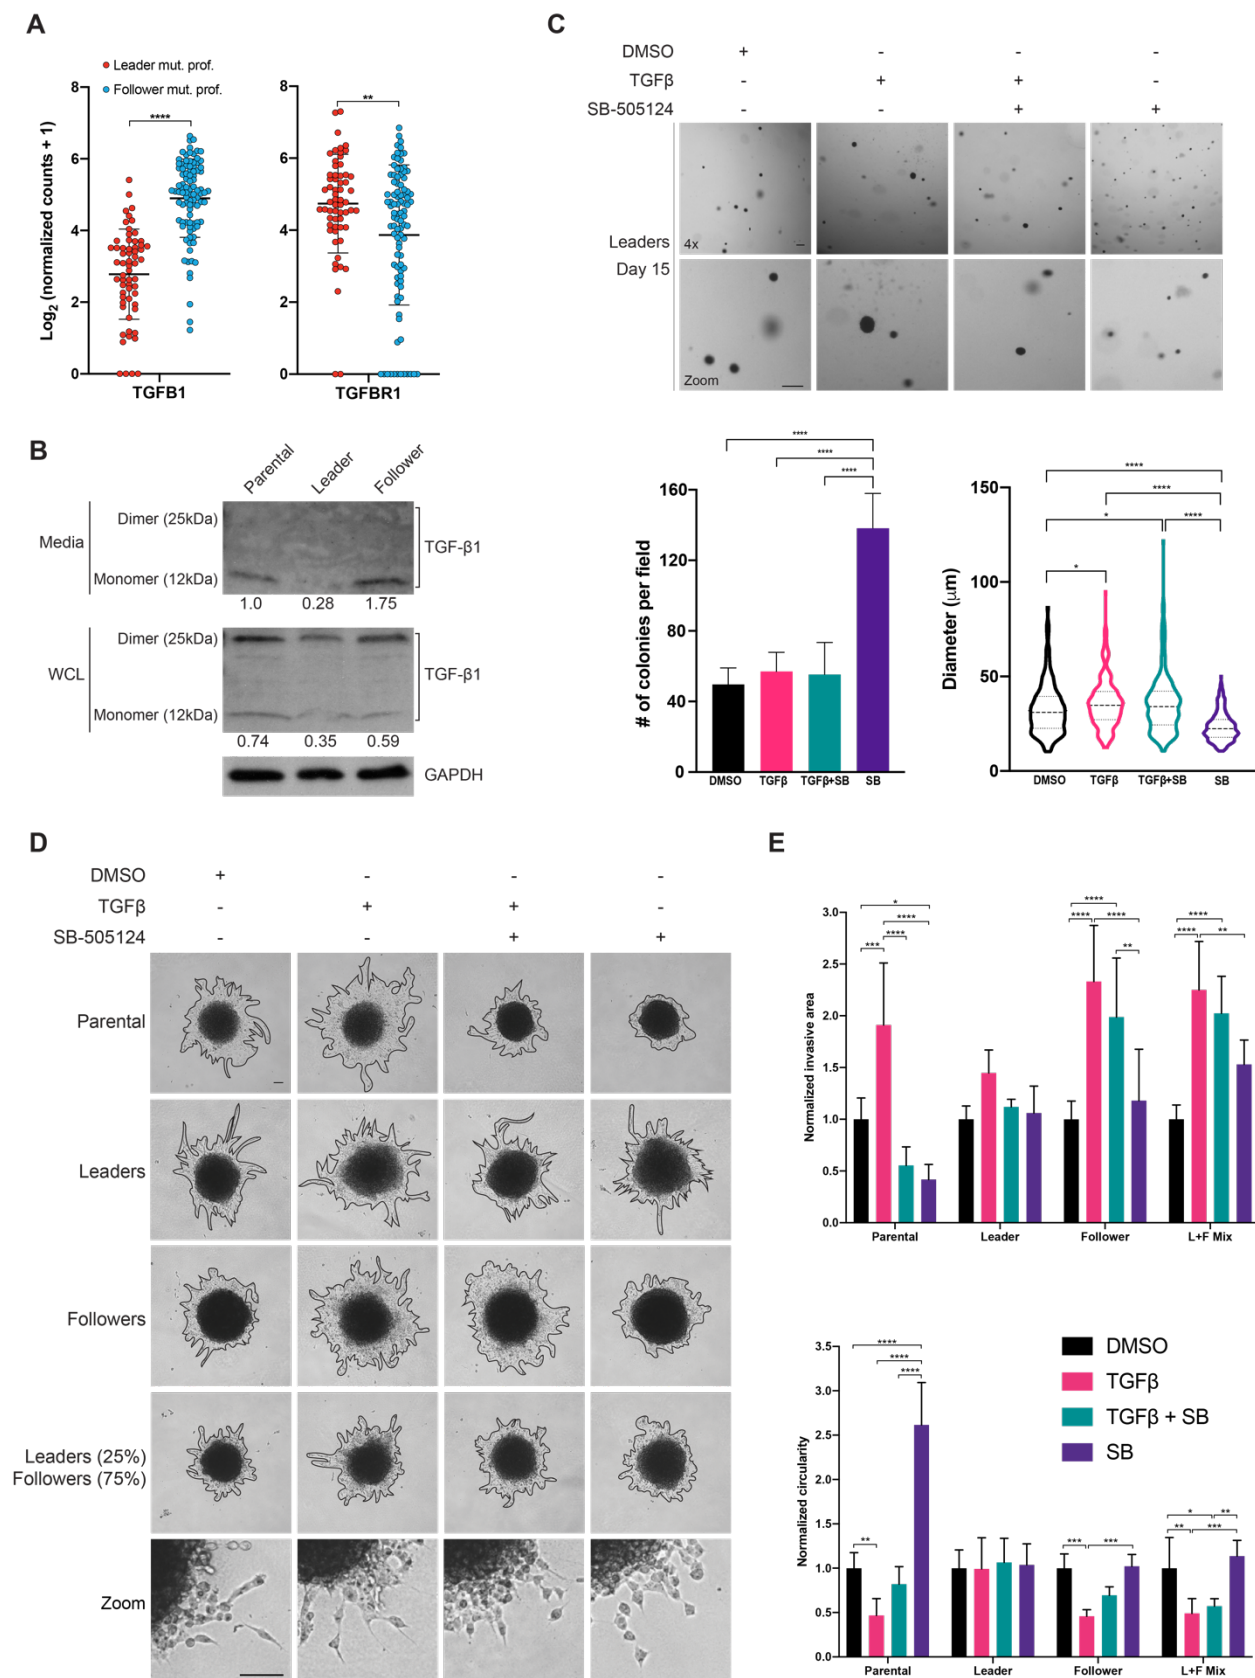 A
Leader mut. prof.
Follower mut. prof.
Log2 (normalized counts + 1)
8
6
4
2
0
****
TGFB1
8
6
4
2
0
**
TGFBR1
B
Parental
Leader
Follower
Media
Dimer (25kDa)
Monomer (12kDa)
TGF-β1
1.0 0.28 1.75
WCL
Dimer (25kDa)
Monomer (12kDa)
TGF-β1
0.74 0.35 0.59
GAPDH
C
DMSO + - - -
TGFβ - + + -
SB-505124 - - + +
Leaders
Day 15
4x
Zoom
# of colonies per field
160
120
80
40
0
****
****
****
DMSO TGFβ TGFβ+SB SB
Diameter (μm)
150
100
50
0
****
****
* ****
*
DMSO TGFβ TGFβ+SB SB
D
DMSO + - - -
TGFβ - + + -
SB-505124 - - + +
Parental
Leaders
Followers
Leaders (25%)
Followers (75%)
Zoom
E
Normalized invasive area
3.0
2.5
2.0
1.5
1.0
0.5
0.0
*
****
*** ****
****
**** ****
**
****
**** **
Parental Leader Follower L+F Mix
Normalized circularity
3.5
3.0
2.5
2.0
1.5
1.0
0.5
0.0
****
****
****
**
*** ***
* **
** ***
Parental Leader Follower L+F Mix
DMSO
TGFβ
TGFβ + SB
SB